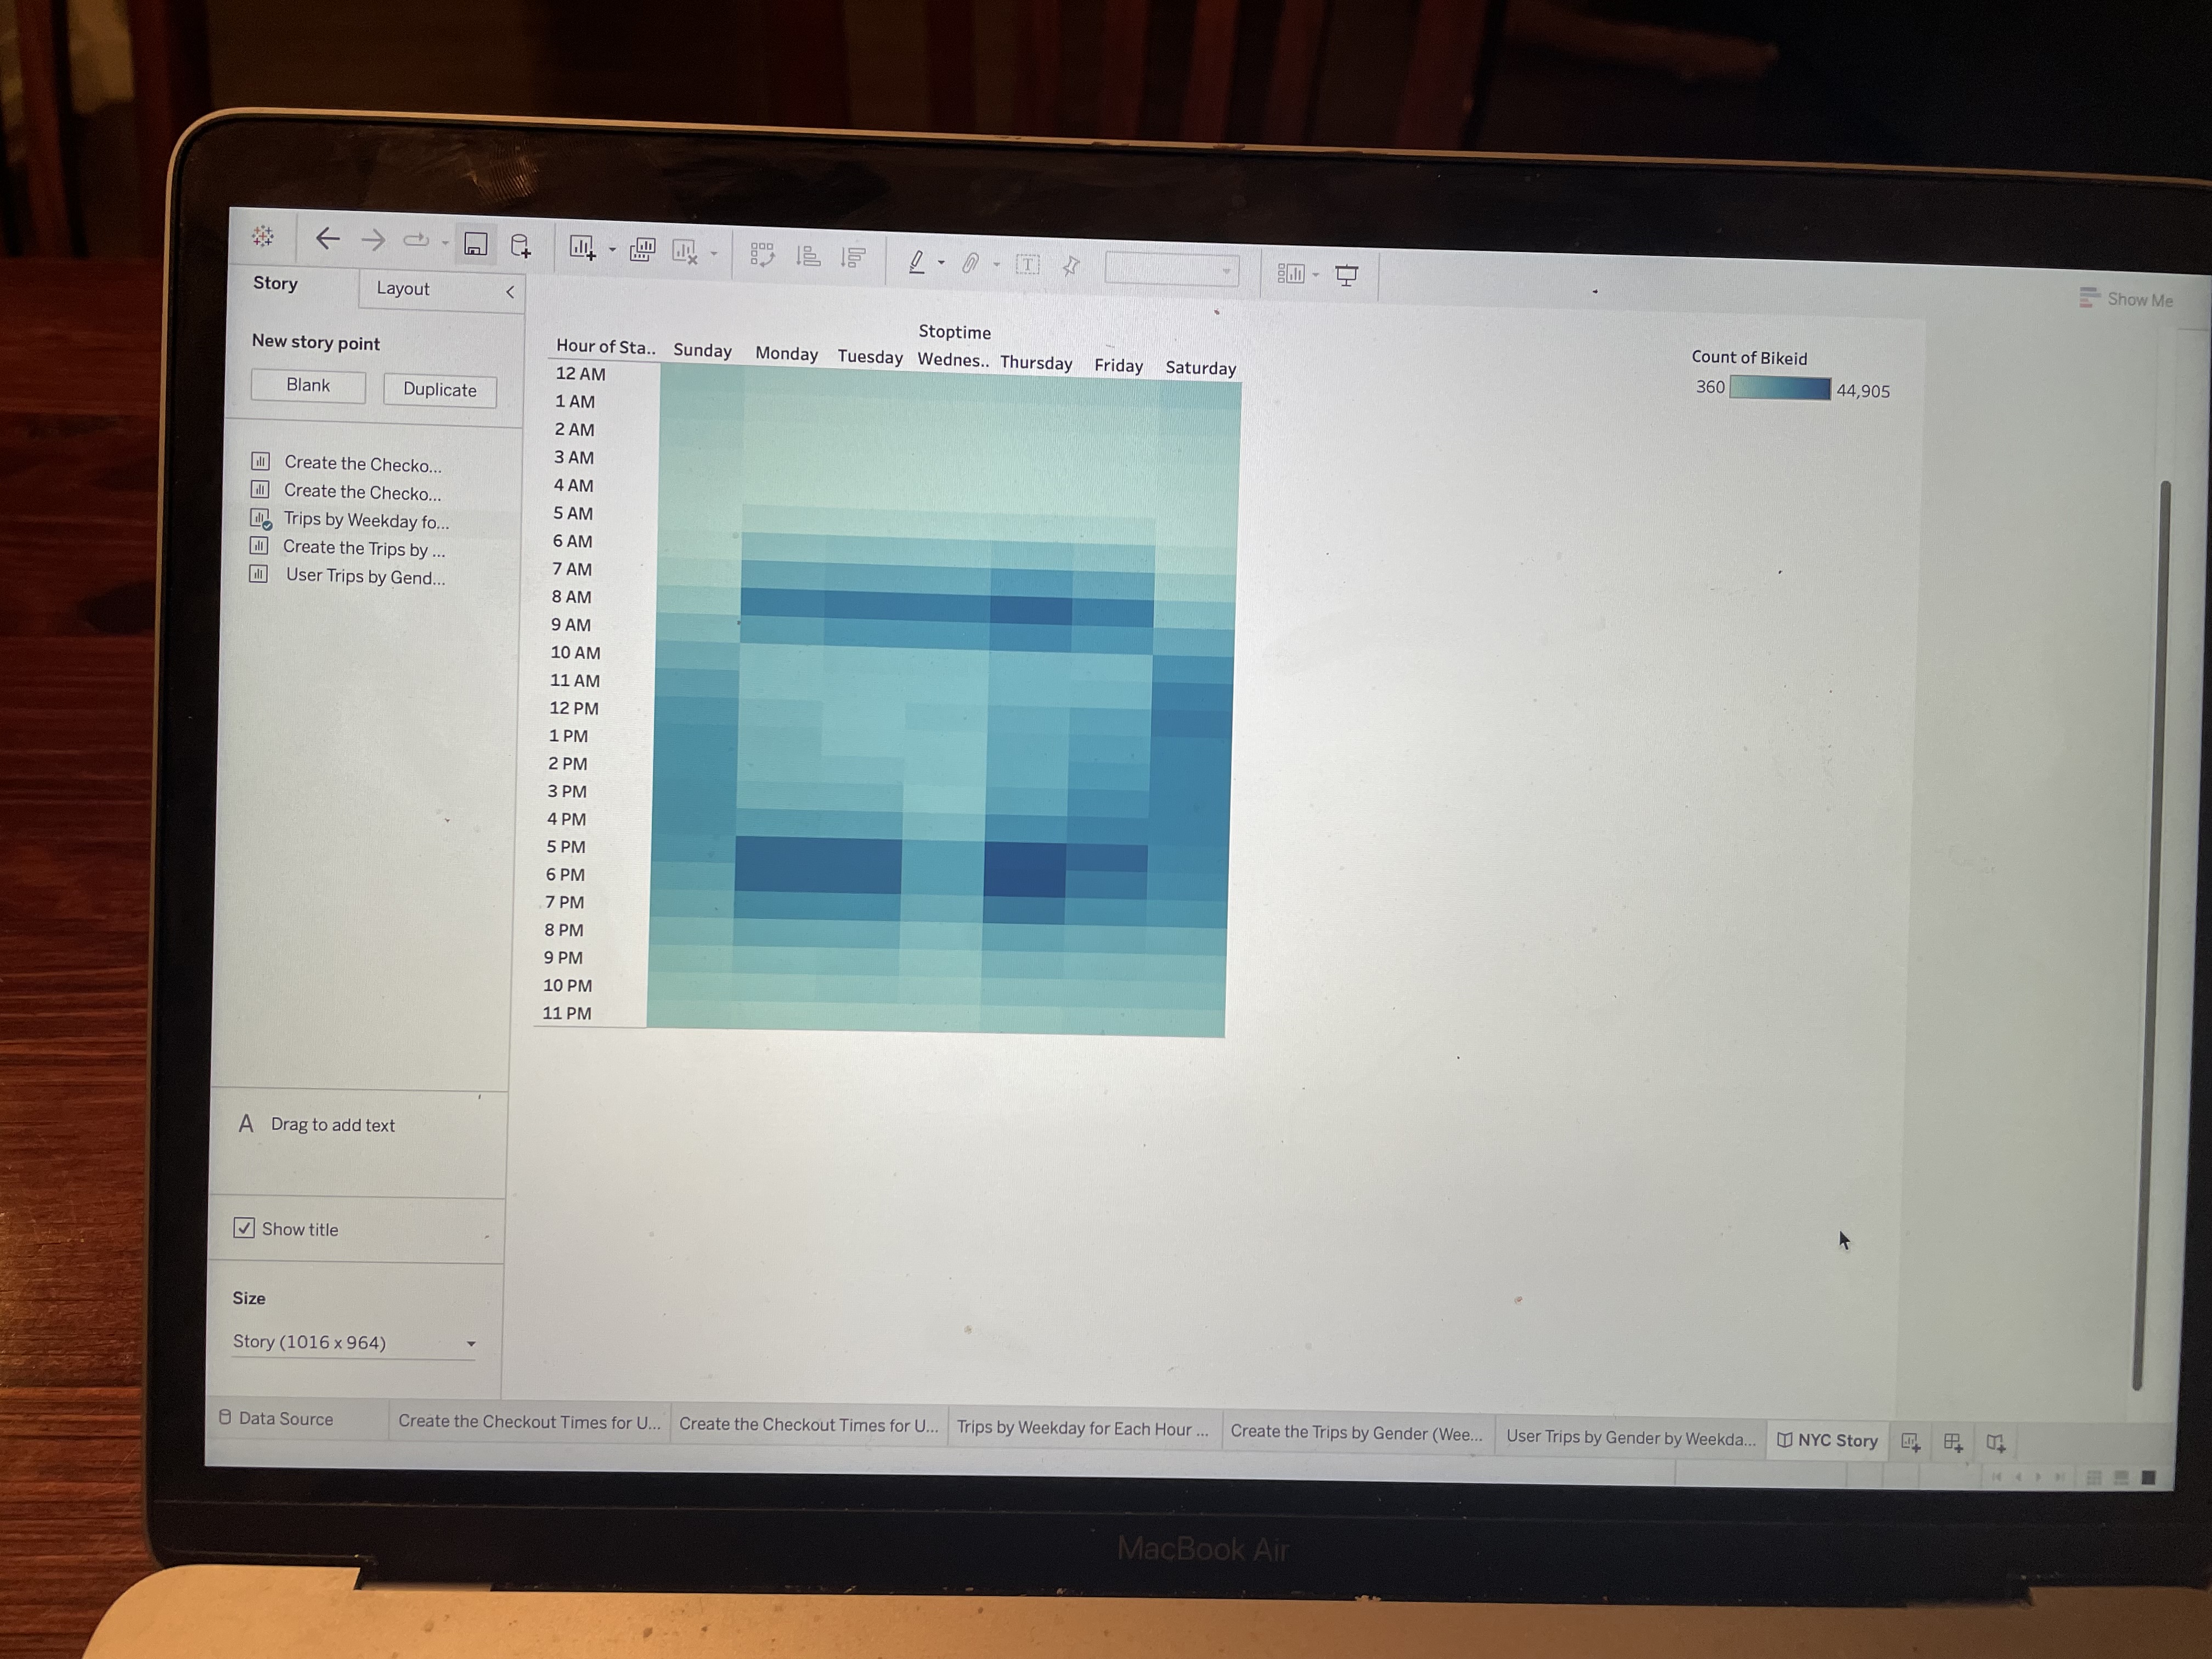 Show Me
Story
Layout
New story point
Blank
Duplicate
Create the Checko...
Create the Checko...
Trips by Weekday fo...
Create the Trips by ...
User Trips by Gend...
A Drag to add text
Show title
Size
Story (1016 x 964)
Stoptime
Hour of Sta.. Sunday Monday Tuesday Wednes.. Thursday Friday Saturday
12 AM
1 AM
2 AM
3 AM
4 AM
5 AM
6 AM
7 AM
8 AM
9 AM
10 AM
11 AM
12 PM
1 PM
2 PM
3 PM
4 PM
5 PM
6 PM
7 PM
8 PM
9 PM
10 PM
11 PM
Count of Bikeid
360 44,905
Data Source Create the Checkout Times for U... Create the Checkout Times for U... Trips by Weekday for Each Hour ... Create the Trips by Gender (Wee... User Trips by Gender by Weekda... NYC Story
MacBook Air